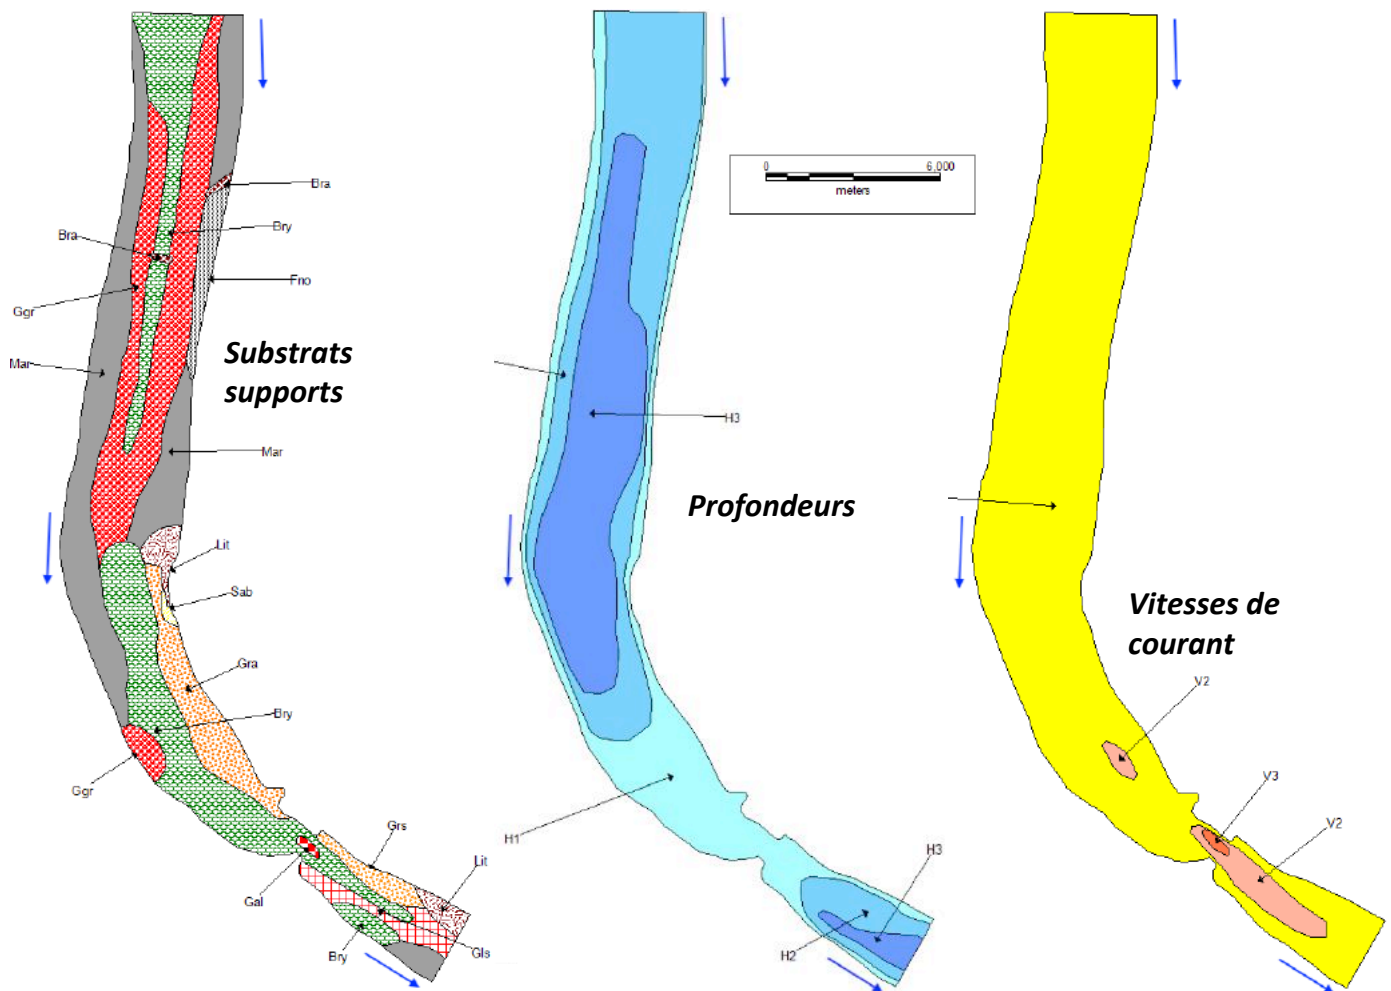 Bra
Bry
Bra
Fno
Ggr
Mar
Substrats
supports
Mar
Lit
Sab
Gra
Bry
Ggr
Grs
Lit
Gal
Bry
Gls
0 6,000
meters
H3
Profondeurs
H1
H3
H2
Vitesses de
courant
V2
V3
V2